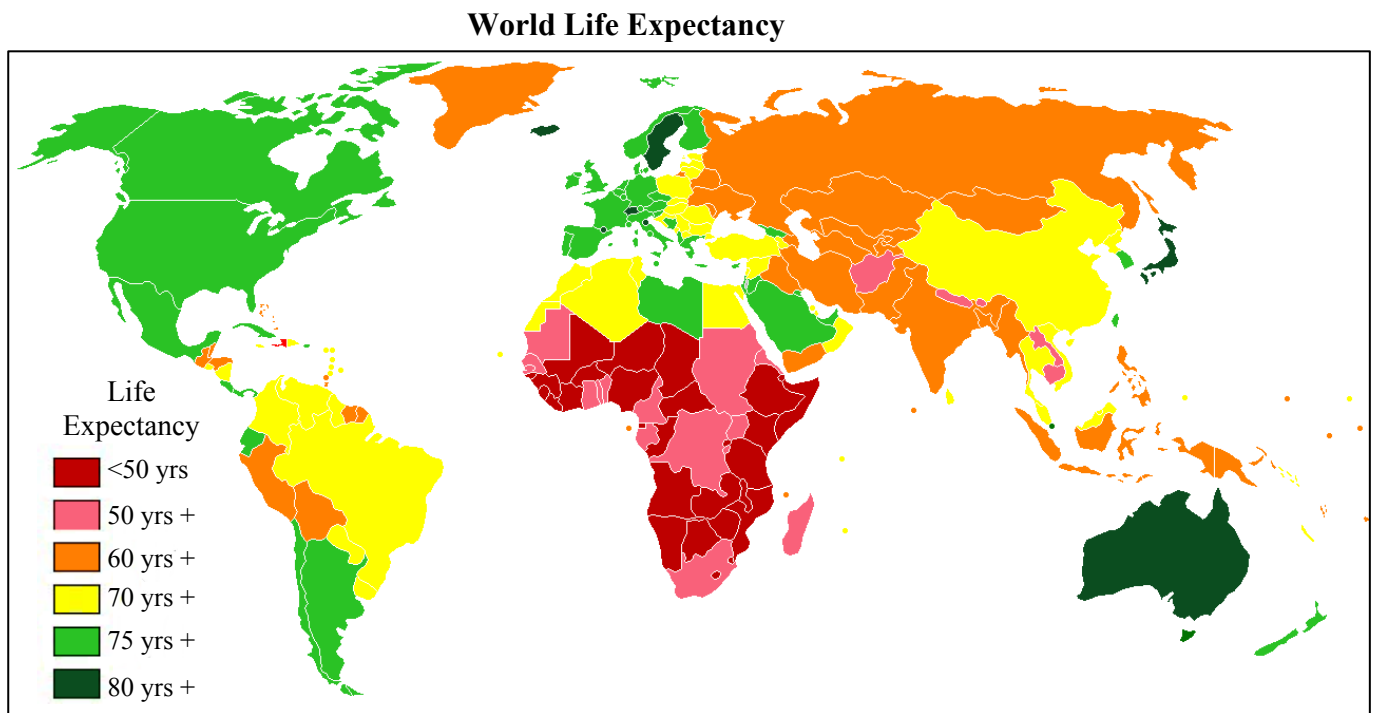 World Life Expectancy
Life
Expectancy
<50 yrs
50 yrs +
60 yrs +
70 yrs +
75 yrs +
80 yrs +